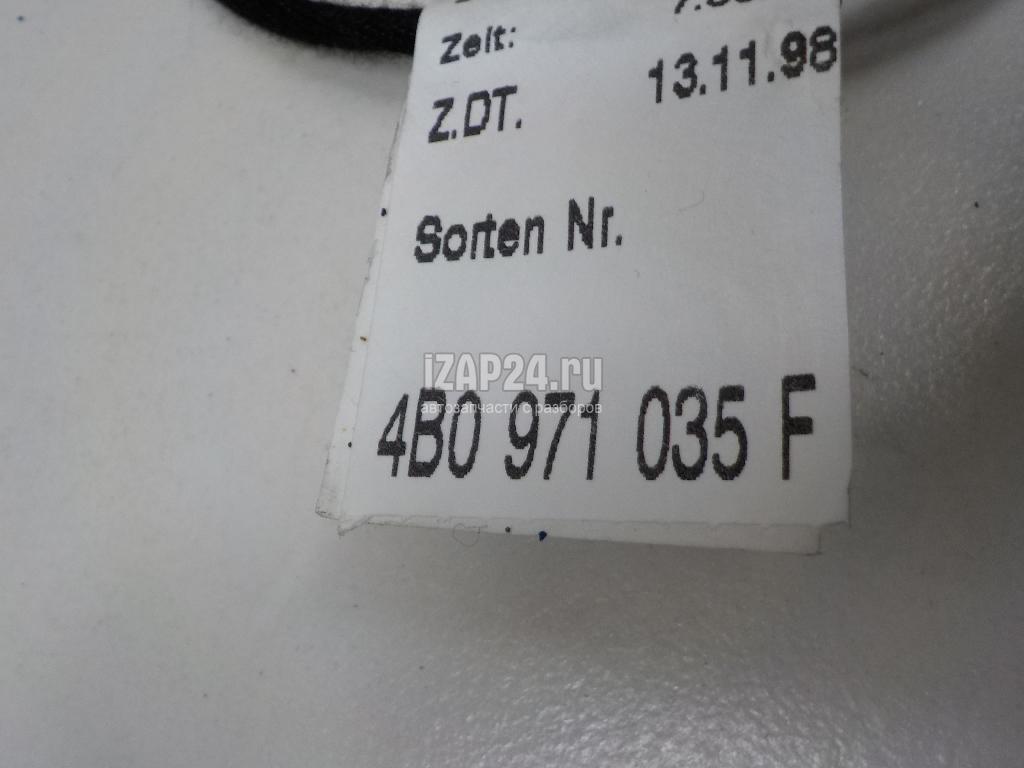 Zeit:
Z.DT. 13.11.98
Sorten Nr.
iZAP24.ru
автозапчасти с разборов
4B0 971 035 F